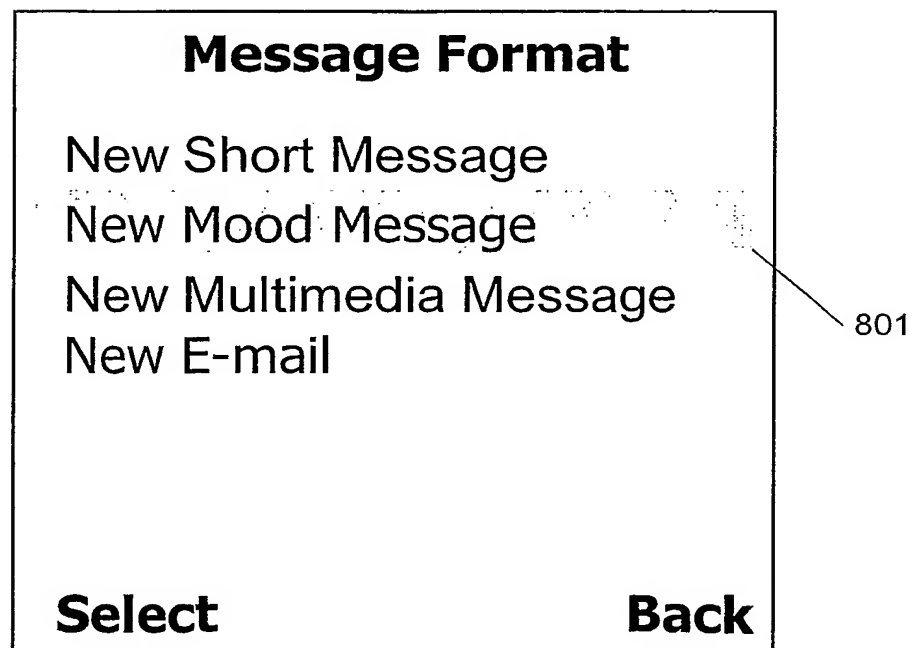 Message Format
New Short Message
New Mood Message
New Multimedia Message
New E-mail
801
Select Back